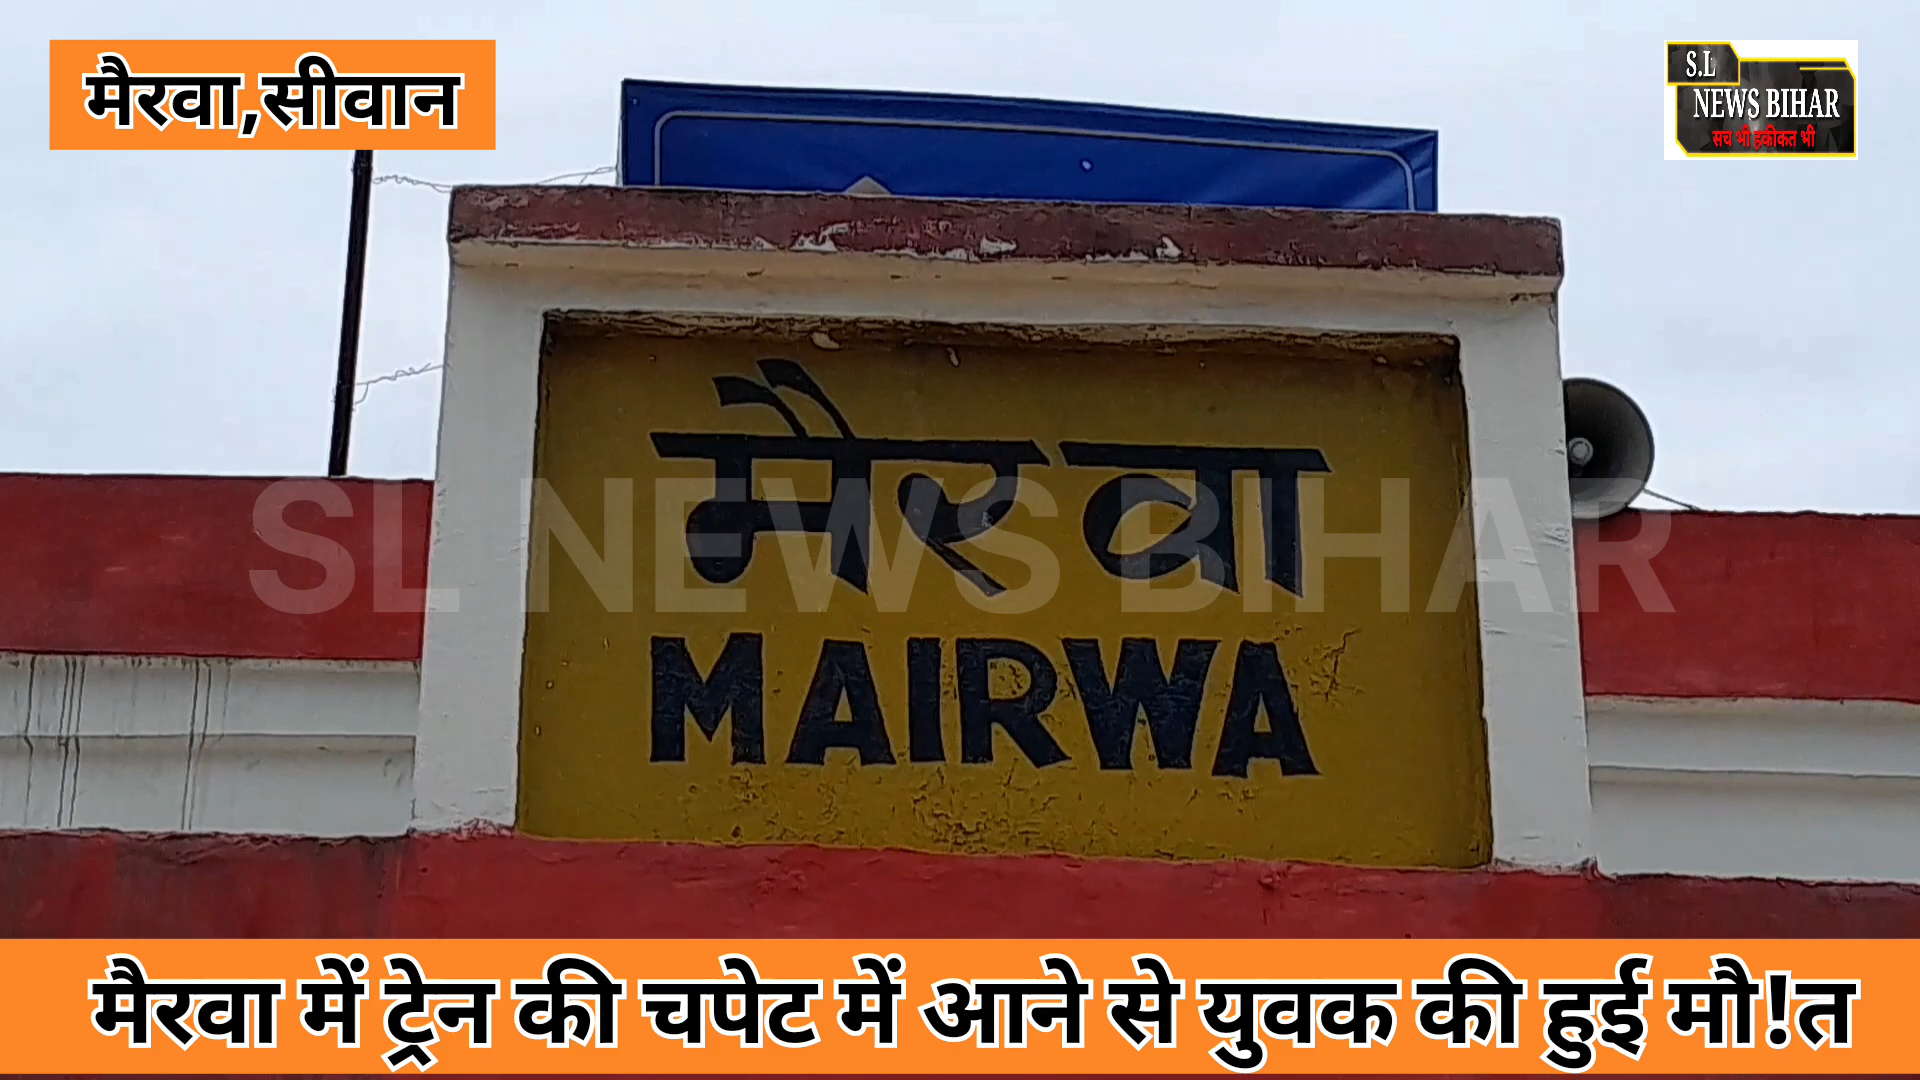 मैरवा,सीवान
S.L
NEWS BIHAR
सच भी हकीकत भी
मैरवा
SL NEWS BIHAR
MAIRWA
मैरवा में ट्रेन की चपेट में आने से युवक की हुई मौ!त